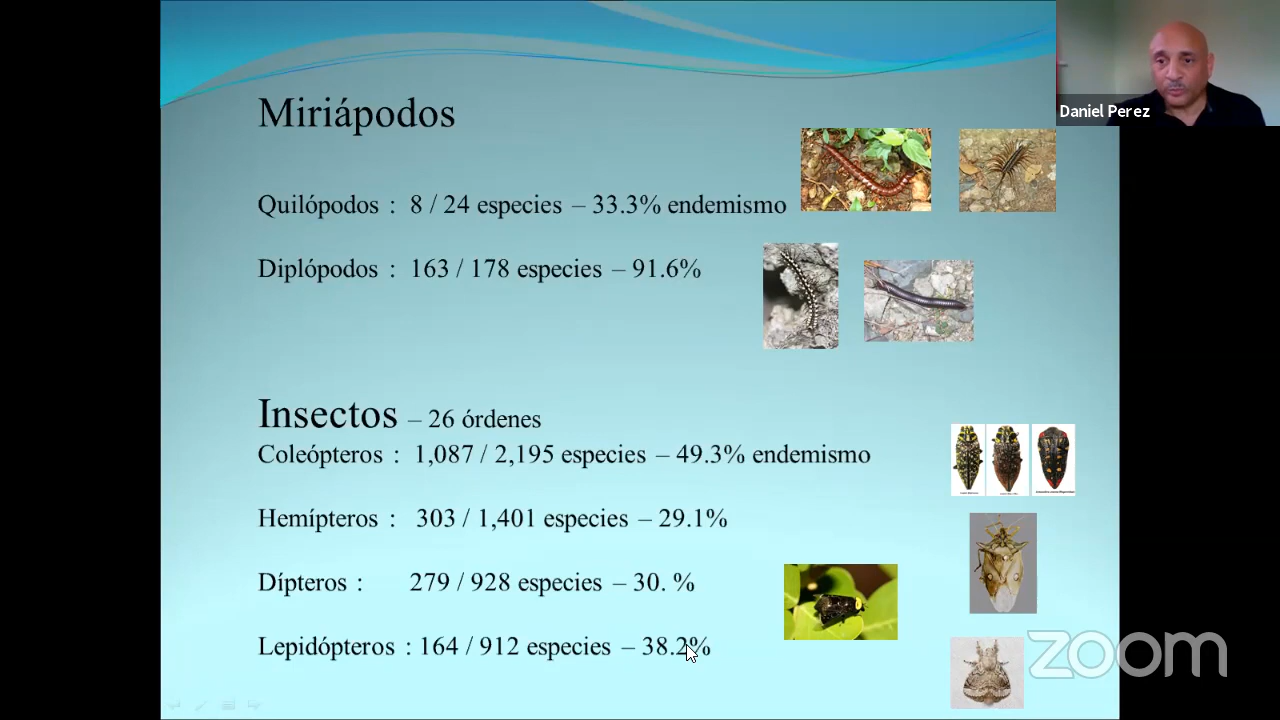 Daniel Perez
Miriápodos
Quilópodos : 8 / 24 especies – 33.3% endemismo
Diplópodos : 163 / 178 especies – 91.6%
Insectos – 26 órdenes
Coleópteros : 1,087 / 2,195 especies – 49.3% endemismo
Hemípteros : 303 / 1,401 especies – 29.1%
Dípteros : 279 / 928 especies – 30. %
Lepidópteros : 164 / 912 especies – 38.2%
zoom